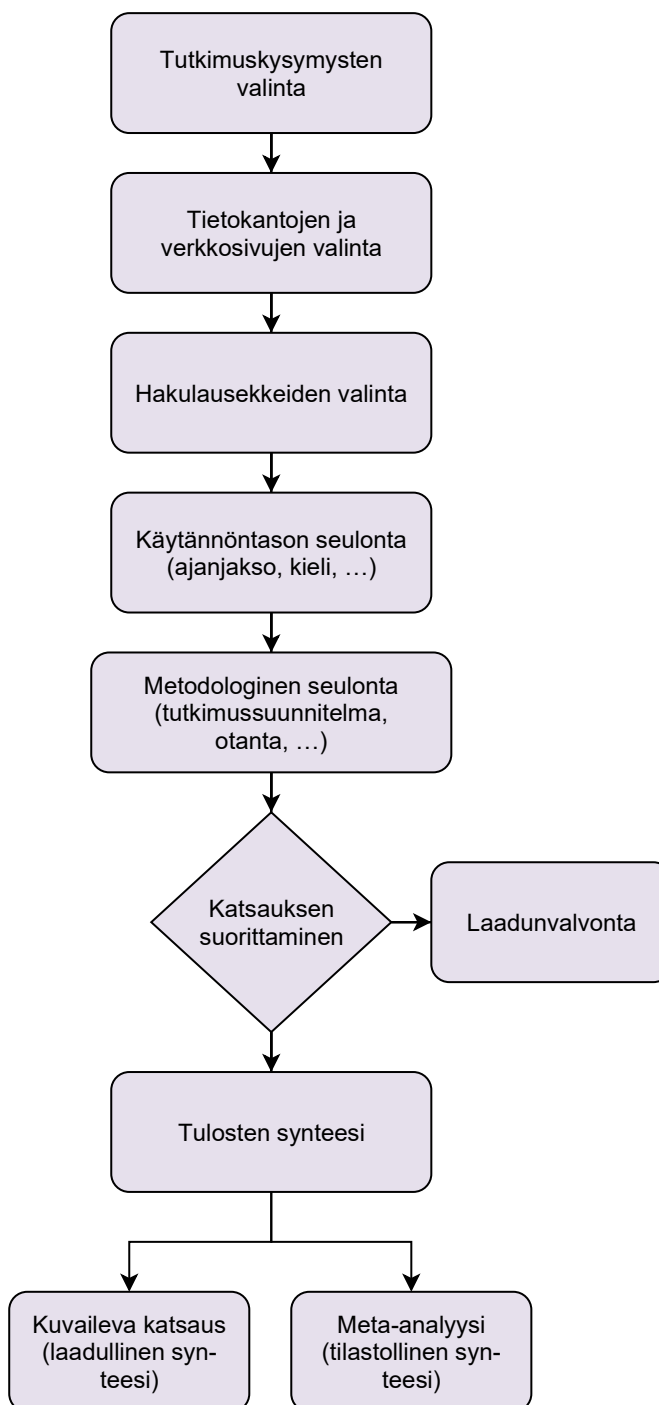 Tutkimuskysymysten
valinta
Tietokantojen ja
verkkosivujen valinta
Hakulausekkeiden valinta
Käytännöntason seulonta
(ajanjakso, kieli, …)
Metodologinen seulonta
(tutkimussuunnitelma,
otanta, …)
Katsauksen
suorittaminen
Laadunvalvonta
Tulosten synteesi
Kuvaileva katsaus
(laadullinen syn-
teesi)
Meta-analyysi
(tilastollinen syn-
teesi)